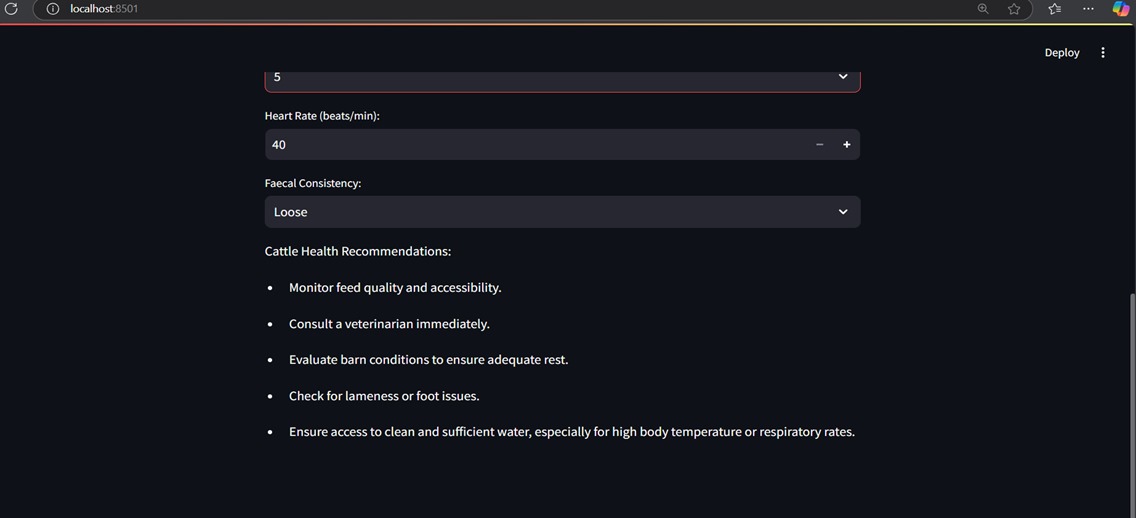 localhost:8501
Deploy
5
Heart Rate (beats/min):
40
Faecal Consistency:
Loose
Cattle Health Recommendations:
• Monitor feed quality and accessibility.
• Consult a veterinarian immediately.
• Evaluate barn conditions to ensure adequate rest.
• Check for lameness or foot issues.
• Ensure access to clean and sufficient water, especially for high body temperature or respiratory rates.